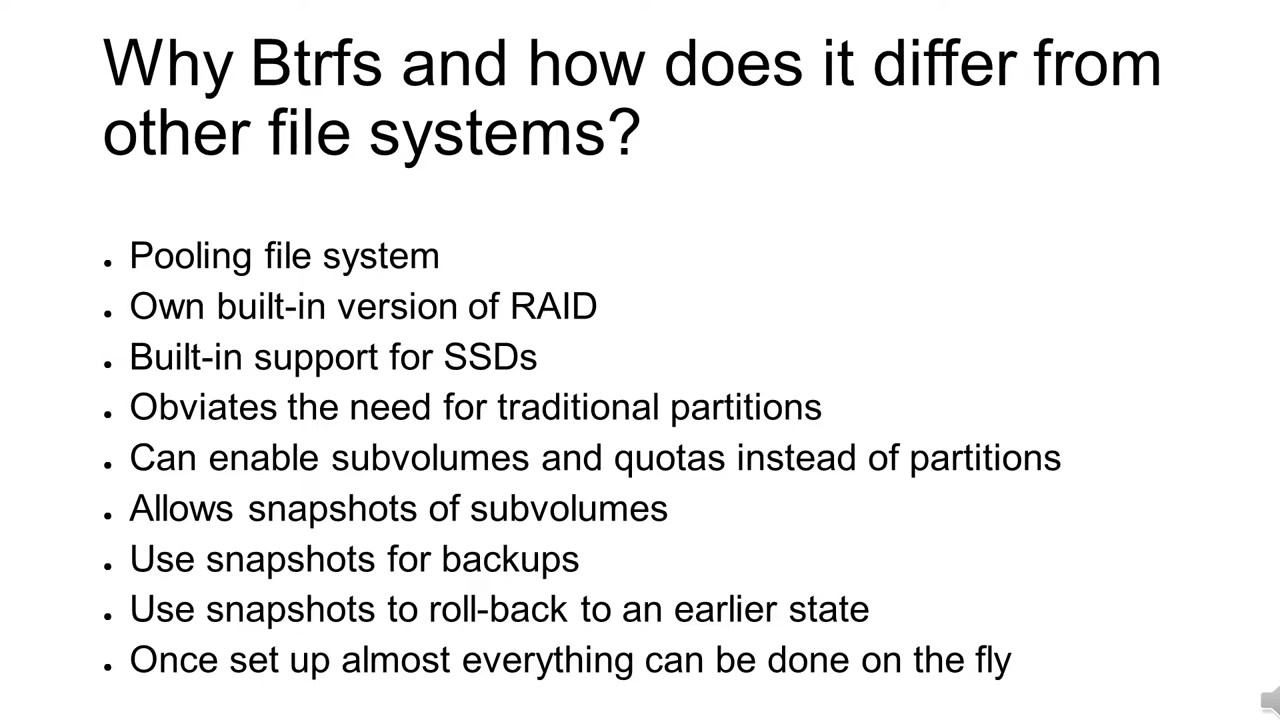 Why Btrfs and how does it differ from
other file systems?
• Pooling file system
• Own built-in version of RAID
• Built-in support for SSDs
• Obviates the need for traditional partitions
• Can enable subvolumes and quotas instead of partitions
• Allows snapshots of subvolumes
• Use snapshots for backups
• Use snapshots to roll-back to an earlier state
• Once set up almost everything can be done on the fly